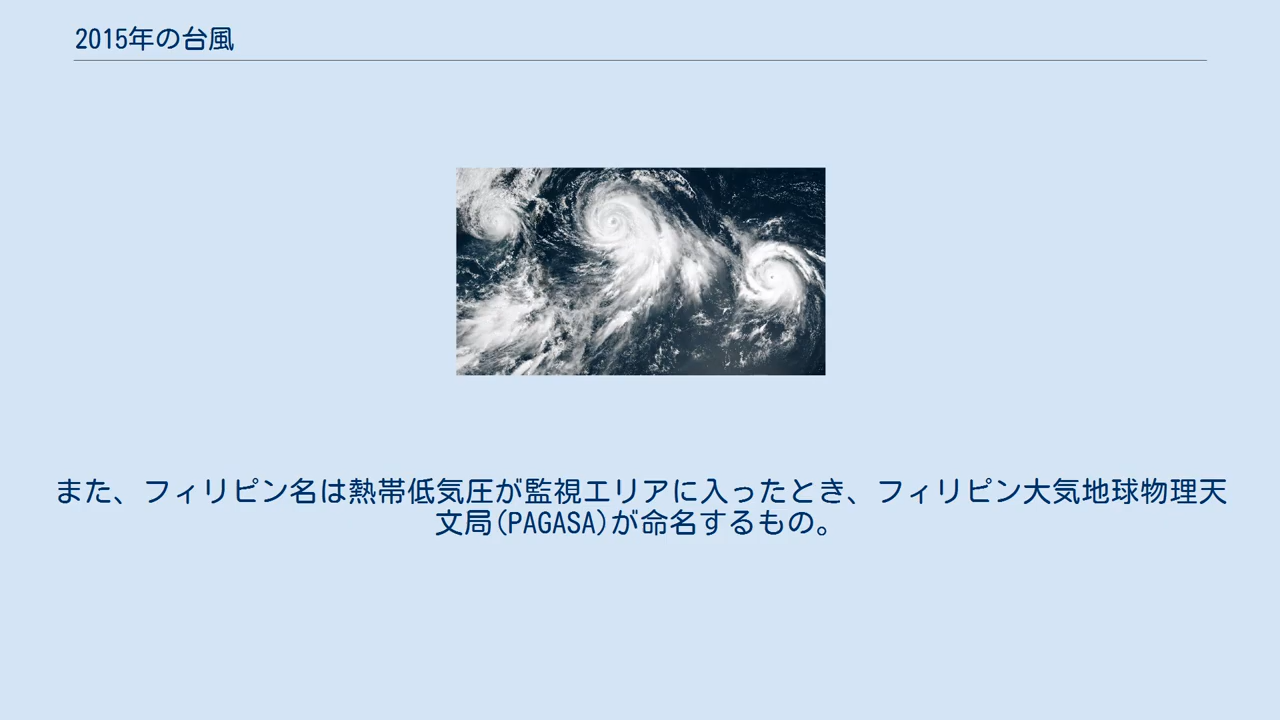 2015年の台風
また、フィリピン名は熱帯低気圧が監視エリアに入ったとき、フィリピン大気地球物理天
文局(PAGASA)が命名するもの。